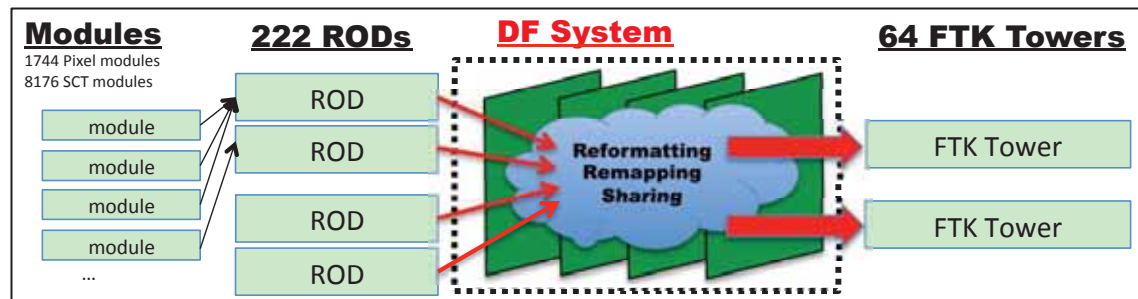 Modules
1744 Pixel modules
8176 SCT modules
module
module
module
module
...
222 RODs
ROD
ROD
ROD
ROD
DF System
Reformatting
Remapping
Sharing
64 FTK Towers
FTK Tower
FTK Tower